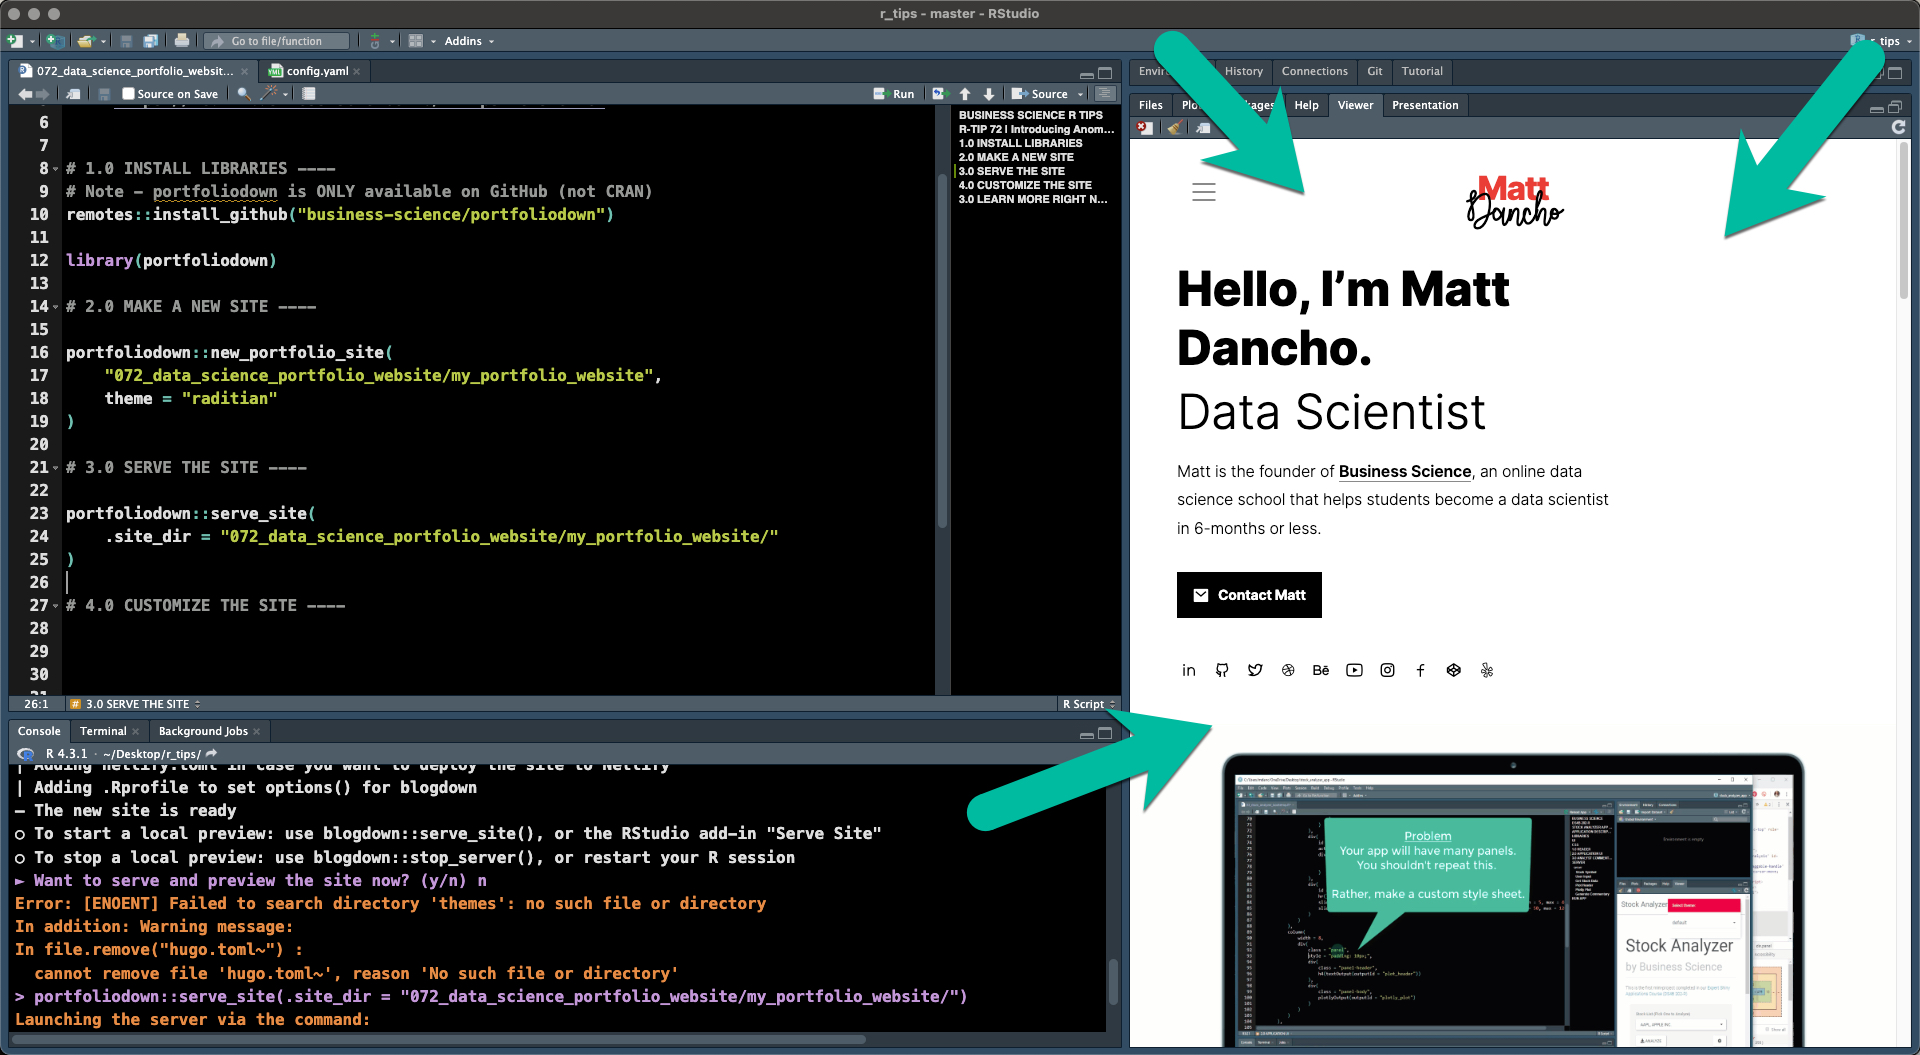 r_tips - master - RStudio
Go to file/function
Addins
r_tips
072_data_science_portfolio_websit...
config.yaml
Source on Save
Run
Source
6
7
8 # 1.0 INSTALL LIBRARIES ----
9 # Note - portfoliodown is ONLY available on GitHub (not CRAN)
10 remotes::install_github("business-science/portfoliodown")
11
12 library(portfoliodown)
13
14 # 2.0 MAKE A NEW SITE ----
15
16 portfoliodown::new_portfolio_site(
17 "072_data_science_portfolio_website/my_portfolio_website",
18 theme = "raditian"
19 )
20
21 # 3.0 SERVE THE SITE ----
22
23 portfoliodown::serve_site(
24 .site_dir = "072_data_science_portfolio_website/my_portfolio_website/"
25 )
26
27 # 4.0 CUSTOMIZE THE SITE ----
28
29
30
31
BUSINESS SCIENCE R TIPS
R-TIP 72 | Introducing Anom...
1.0 INSTALL LIBRARIES
2.0 MAKE A NEW SITE
3.0 SERVE THE SITE
4.0 CUSTOMIZE THE SITE
3.0 LEARN MORE RIGHT N...
26:1
3.0 SERVE THE SITE
R Script
Console
Terminal
Background Jobs
R 4.3.1 · ~/Desktop/r_tips/
| Adding netlify.toml in case you want to deploy the site to Netlify
| Adding .Rprofile to set options() for blogdown
― The new site is ready
○ To start a local preview: use blogdown::serve_site(), or the RStudio add-in "Serve Site"
○ To stop a local preview: use blogdown::stop_server(), or restart your R session
► Want to serve and preview the site now? (y/n) n
Error: [ENOENT] Failed to search directory 'themes': no such file or directory
In addition: Warning message:
In file.remove("hugo.toml~") :
cannot remove file 'hugo.toml~', reason 'No such file or directory'
> portfoliodown::serve_site(.site_dir = "072_data_science_portfolio_website/my_portfolio_website/")
Launching the server via the command:
History
Connections
Git
Tutorial
Files
Help
Viewer
Presentation
Matt
Dancho
Hello, I'm Matt
Dancho.
Data Scientist
Matt is the founder of Business Science, an online data
science school that helps students become a data scientist
in 6-months or less.
Contact Matt
in
Bē
f
Problem
Your app will have many panels.
You shouldn't repeat this.
Rather, make a custom style sheet.
Stock Analyzer
default
Stock Analyzer
by Business Science